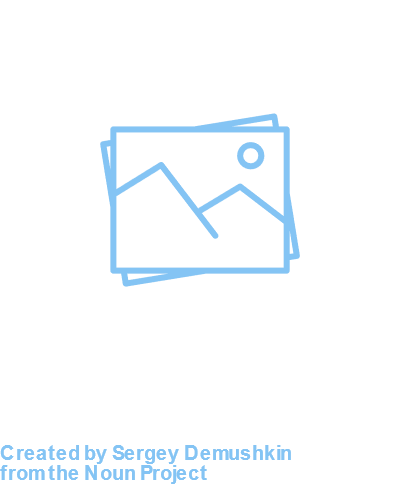 Created by Sergey Demushkin
from the Noun Project